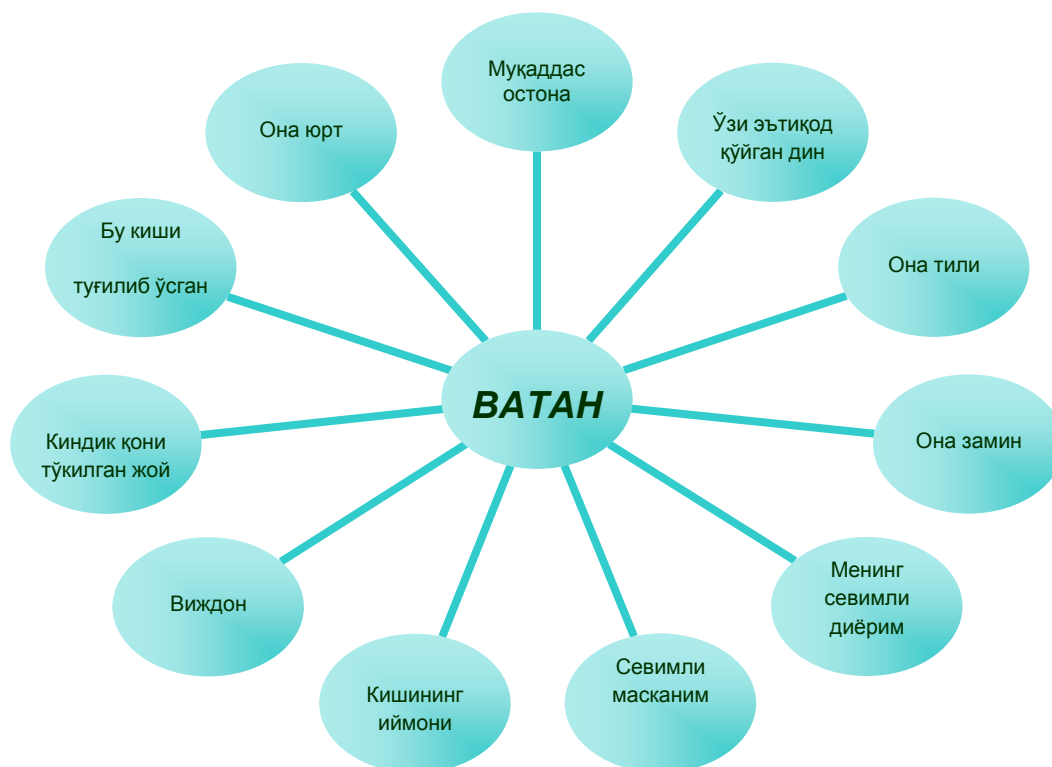 Муқаддас
остона
Она юрт
Ўзи эътиқод
қўйган дин
Бу киши
туғилиб ўсган
Она тили
ВАТАН
Киндик қони
тўкилган жой
Она замин
Виждон
Менинг
севимли
диёрим
Кишининг
иймони
Севимли
масканим